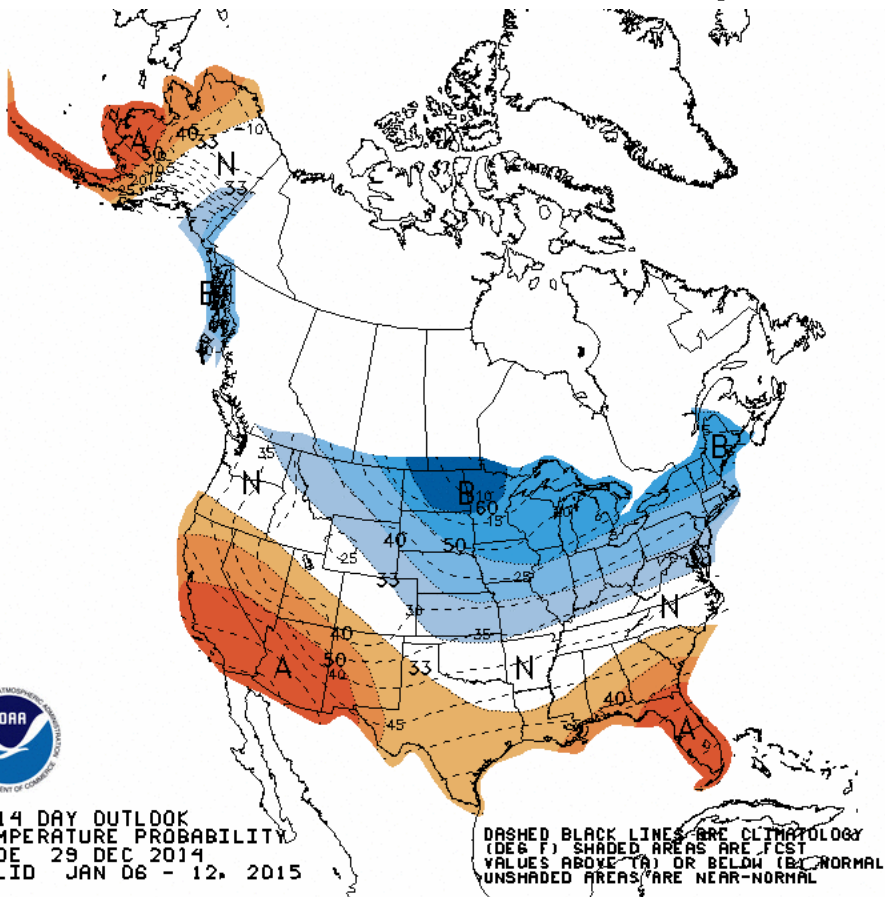 A
50
40
33
-10
N
33
B
35
N
B
10
60
-15
40
50
-25
33
-25
30
-35
B
N
N
A
40
50
40
33
45
40
A
14 DAY OUTLOOK
MPERATURE PROBABILITY
DE 29 DEC 2014
LID JAN 06 - 12, 2015
DASHED BLACK LINES ARE CLIMATOLOGY
(DEG F) SHADED AREAS ARE FCST
VALUES ABOVE (A) OR BELOW (B) NORMAL
UNSHADED AREAS ARE NEAR-NORMAL